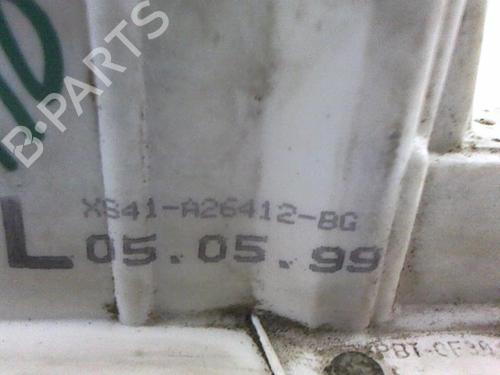 B-PARTS
XS41-A26412-BG
L 05.05.99
PBT-GF30